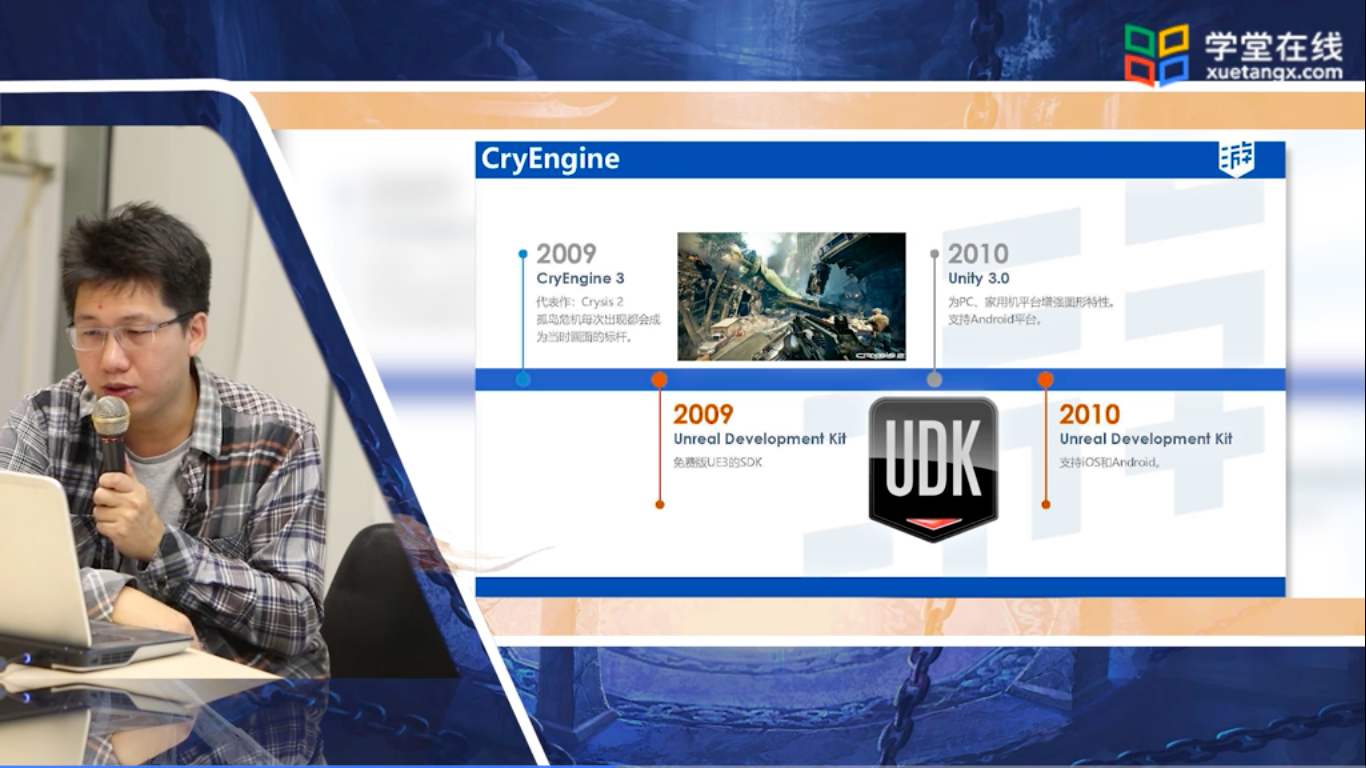 学堂在线
xuetangx.com
CryEngine
游
2009
CryEngine 3
代表作：Crysis 2
孤岛危机每次出现都会成
为当时画面的标杆。
CRYSIS 2
2010
Unity 3.0
为PC、家用机平台增强图形特性。
支持Android平台。
2009
Unreal Development Kit
免费版UE3的SDK
UDK
2010
Unreal Development Kit
支持iOS和Android。